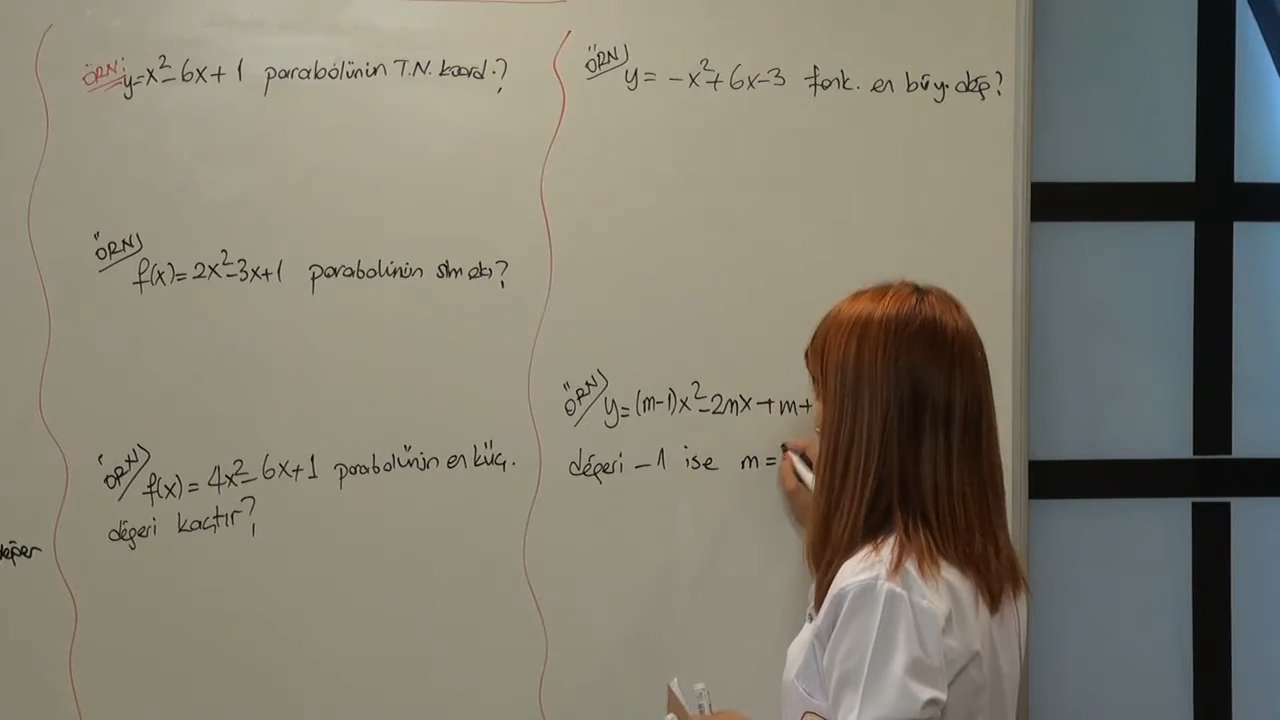 ÖRN: y=x²-6x+1 parabolünün T.N. koord.?
ÖRN) f(x)=2x²-3x+1 parabolünün sim ek?
ÖRN) f(x)=4x²-6x+1 parabolünün en küç.
değeri kaçtır?
değer
ÖRN) y=-x²+6x-3 fonk. en büy. değ?
ÖRN) y=(m-1)x²-2mx+m+
değeri -1 ise m=